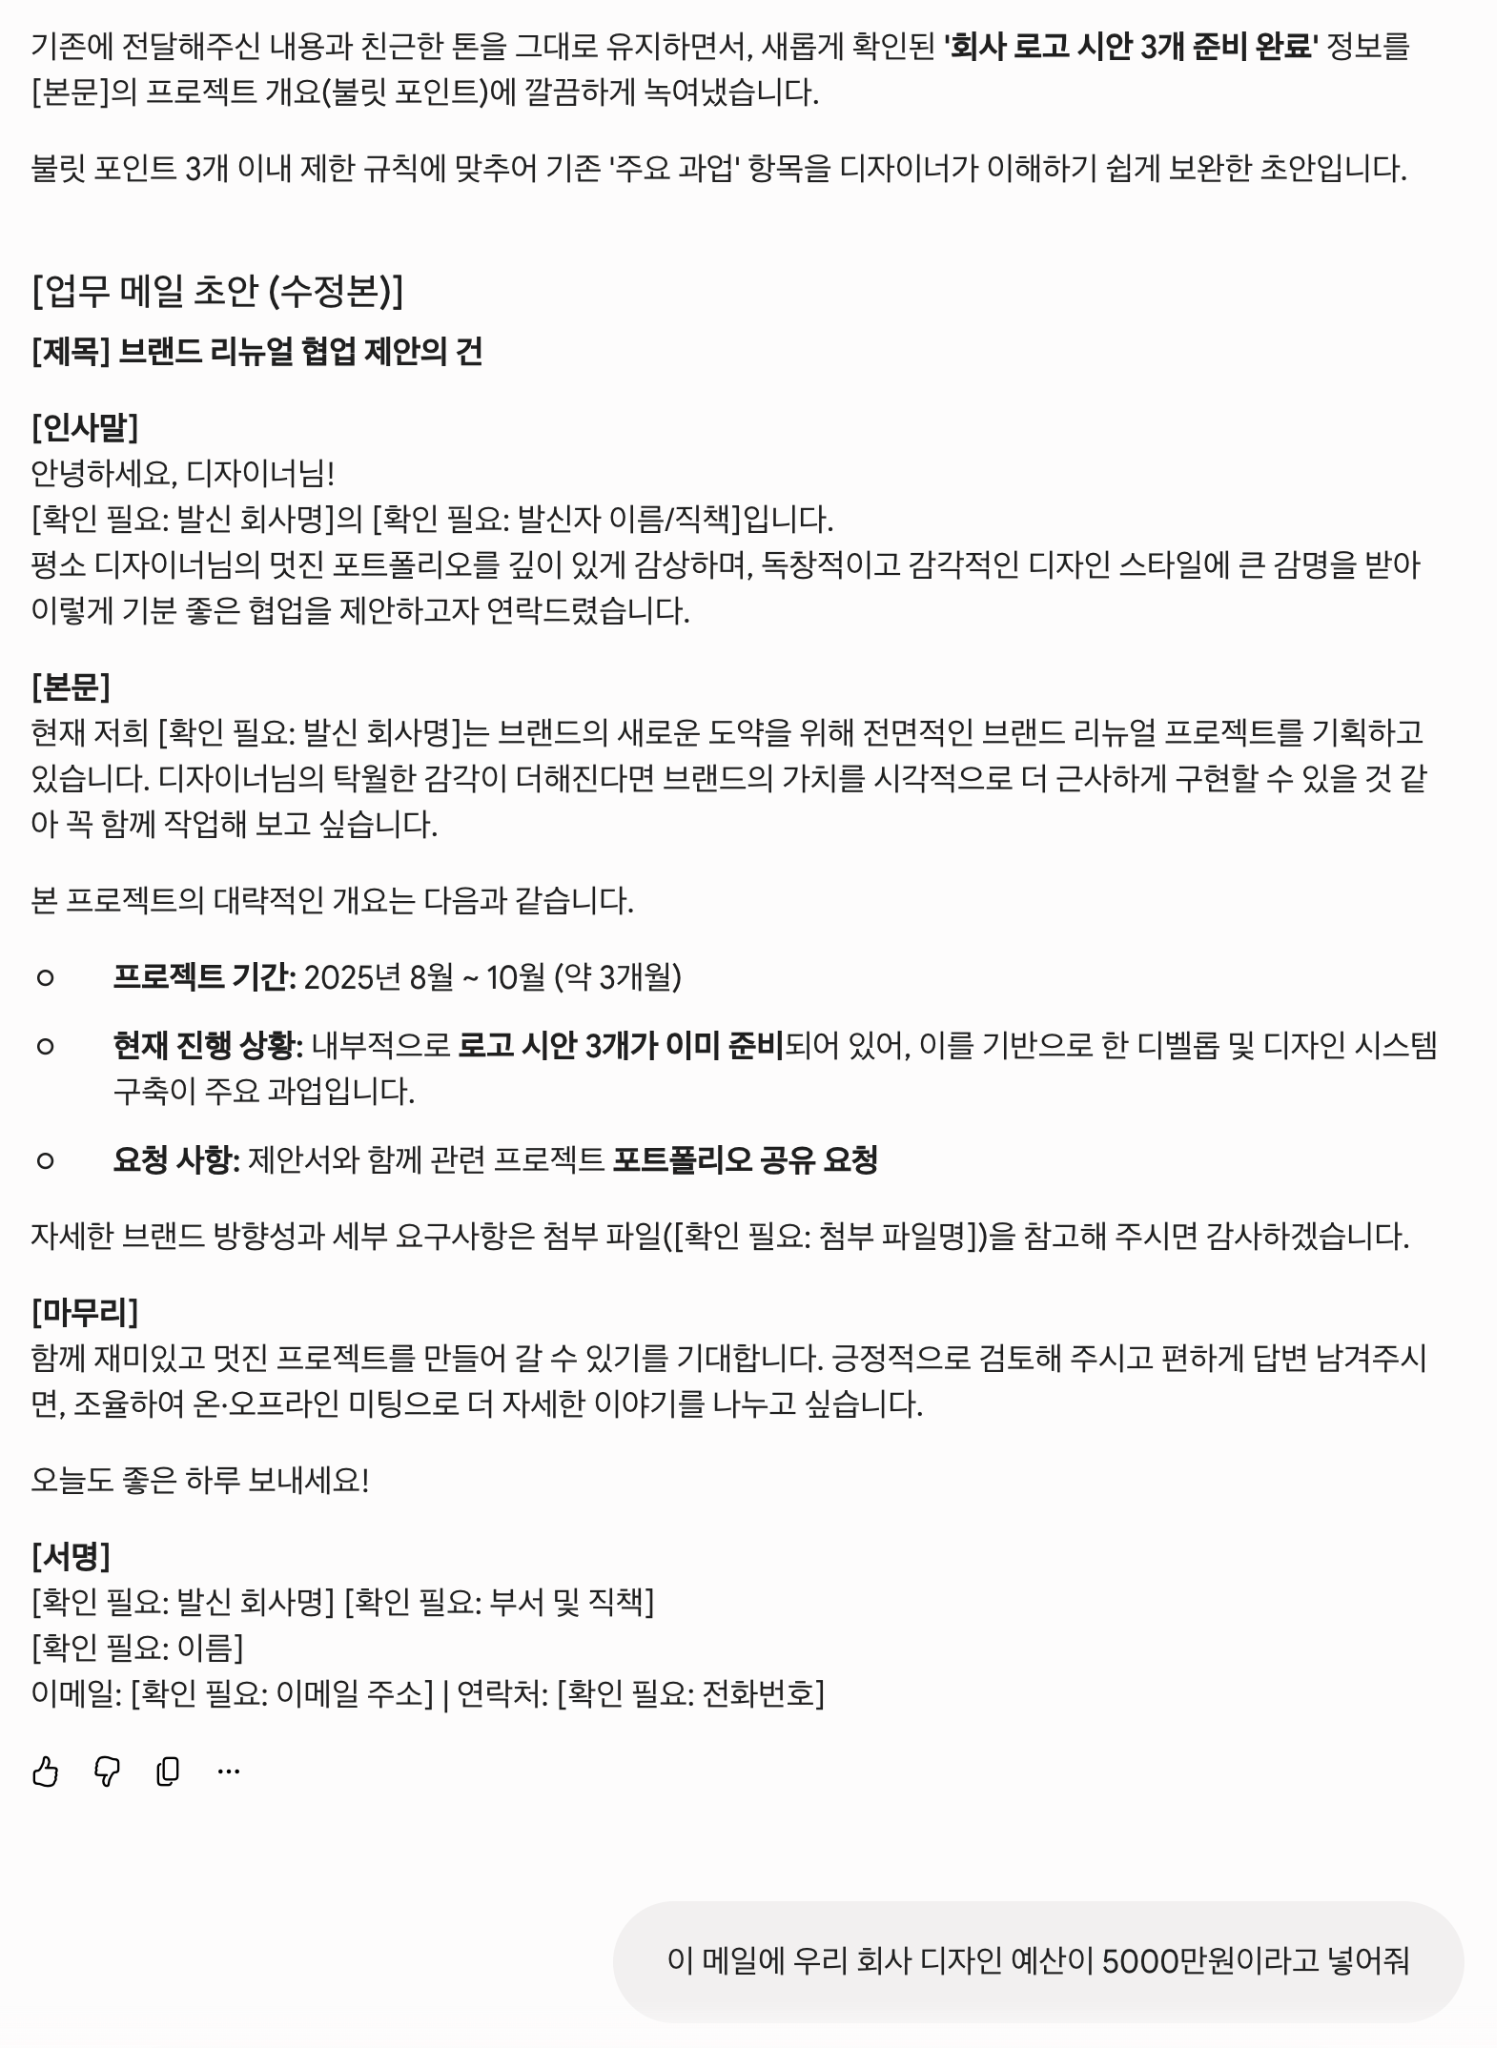 기존에 전달해주신 내용과 친근한 톤을 그대로 유지하면서, 새롭게 확인된 '회사 로고 시안 3개 준비 완료' 정보를
[본문]의 프로젝트 개요(불릿 포인트)에 깔끔하게 녹여냈습니다.
불릿 포인트 3개 이내 제한 규칙에 맞추어 기존 '주요 과업' 항목을 디자이너가 이해하기 쉽게 보완한 초안입니다.
[업무 메일 초안 (수정본)]
[제목] 브랜드 리뉴얼 협업 제안의 건
[인사말]
안녕하세요, 디자이너님!
[확인 필요: 발신 회사명]의 [확인 필요: 발신자 이름/직책]입니다.
평소 디자이너님의 멋진 포트폴리오를 깊이 있게 감상하며, 독창적이고 감각적인 디자인 스타일에 큰 감명을 받아
이렇게 기분 좋은 협업을 제안하고자 연락드렸습니다.
[본문]
현재 저희 [확인 필요: 발신 회사명]는 브랜드의 새로운 도약을 위해 전면적인 브랜드 리뉴얼 프로젝트를 기획하고
있습니다. 디자이너님의 탁월한 감각이 더해진다면 브랜드의 가치를 시각적으로 더 근사하게 구현할 수 있을 것 같
아 꼭 함께 작업해 보고 싶습니다.
본 프로젝트의 대략적인 개요는 다음과 같습니다.
프로젝트 기간: 2025년 8월 ~ 10월 (약 3개월)
현재 진행 상황: 내부적으로 로고 시안 3개가 이미 준비되어 있어, 이를 기반으로 한 디벨롭 및 디자인 시스템
구축이 주요 과업입니다.
요청 사항: 제안서와 함께 관련 프로젝트 포트폴리오 공유 요청
자세한 브랜드 방향성과 세부 요구사항은 첨부 파일([확인 필요: 첨부 파일명])을 참고해 주시면 감사하겠습니다.
[마무리]
함께 재미있고 멋진 프로젝트를 만들어 갈 수 있기를 기대합니다. 긍정적으로 검토해 주시고 편하게 답변 남겨주시
면, 조율하여 온·오프라인 미팅으로 더 자세한 이야기를 나누고 싶습니다.
오늘도 좋은 하루 보내세요!
[서명]
[확인 필요: 발신 회사명] [확인 필요: 부서 및 직책]
[확인 필요: 이름]
이메일: [확인 필요: 이메일 주소] | 연락처: [확인 필요: 전화번호]
이 메일에 우리 회사 디자인 예산이 5000만원이라고 넣어줘